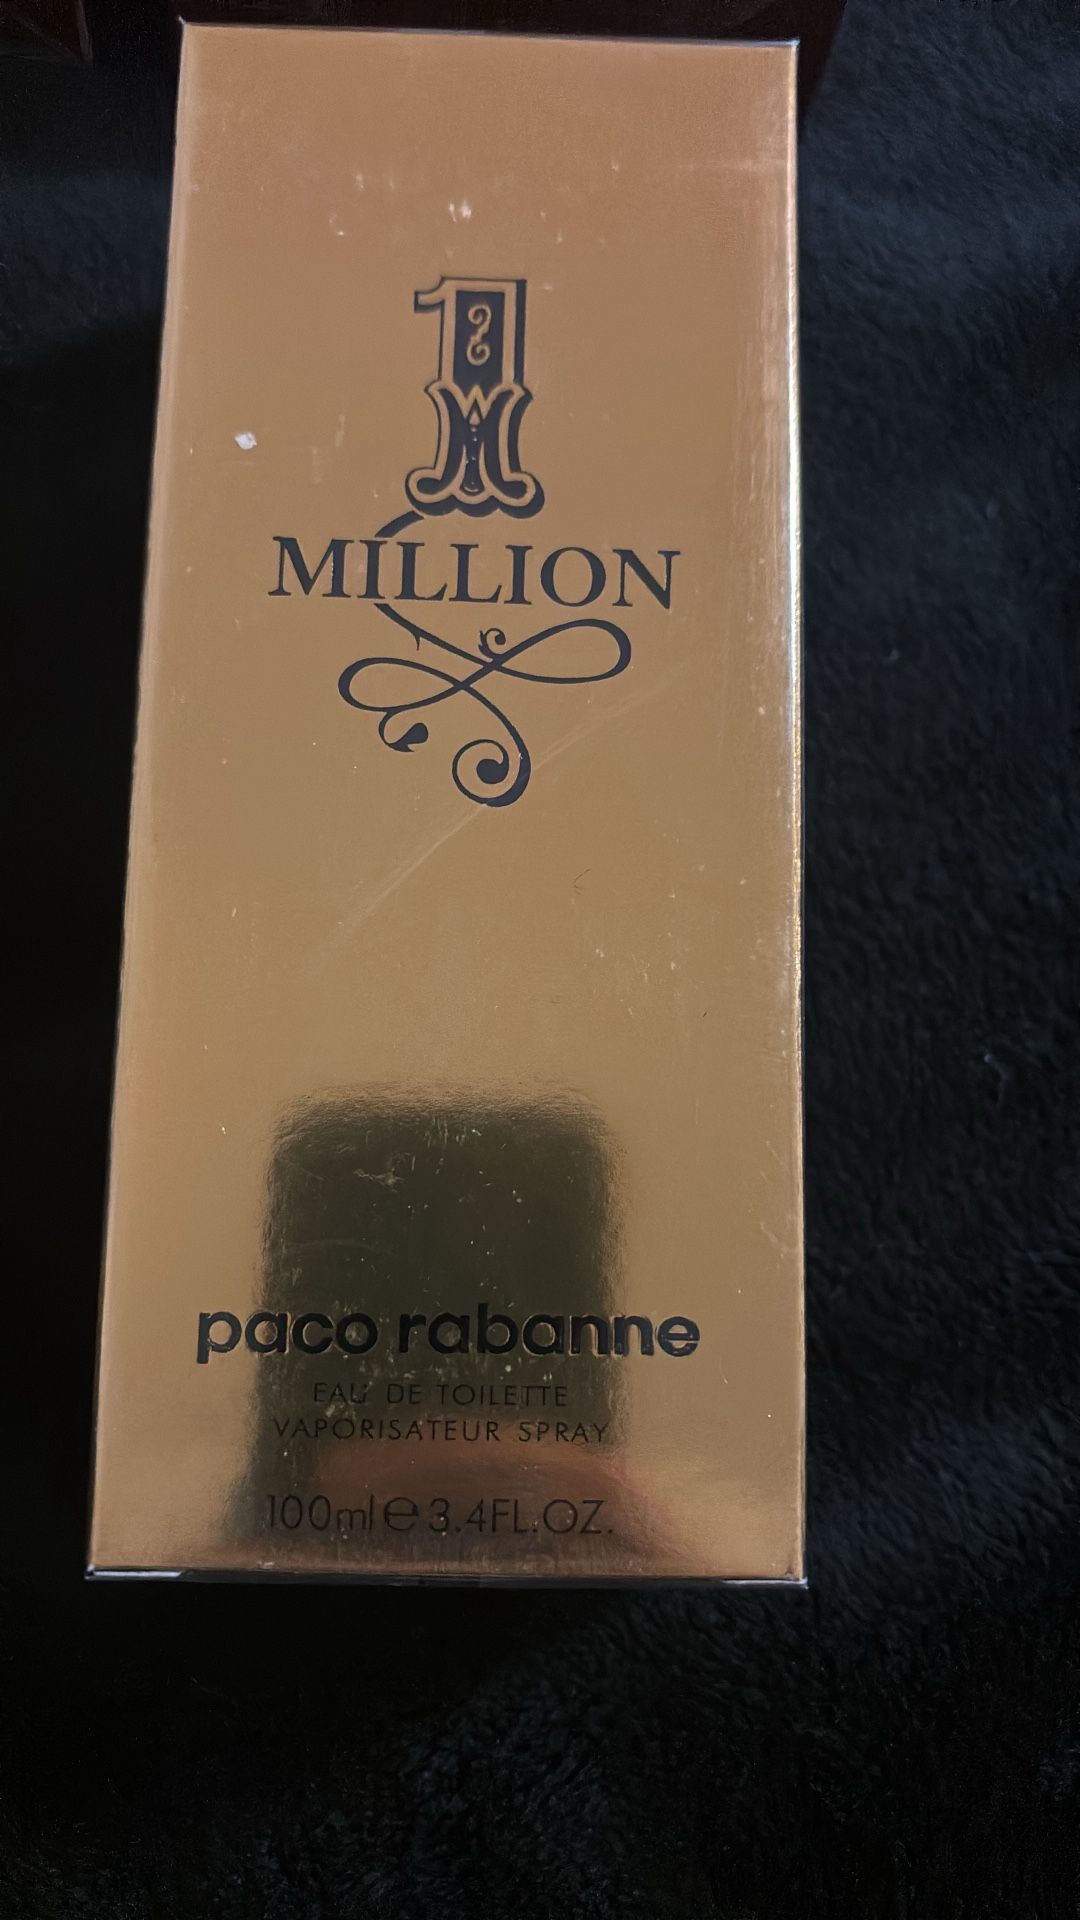 1
M
MILLION
paco rabanne
EAU DE TOILETTE
VAPORISATEUR SPRAY
100ml e 3.4FL.OZ.